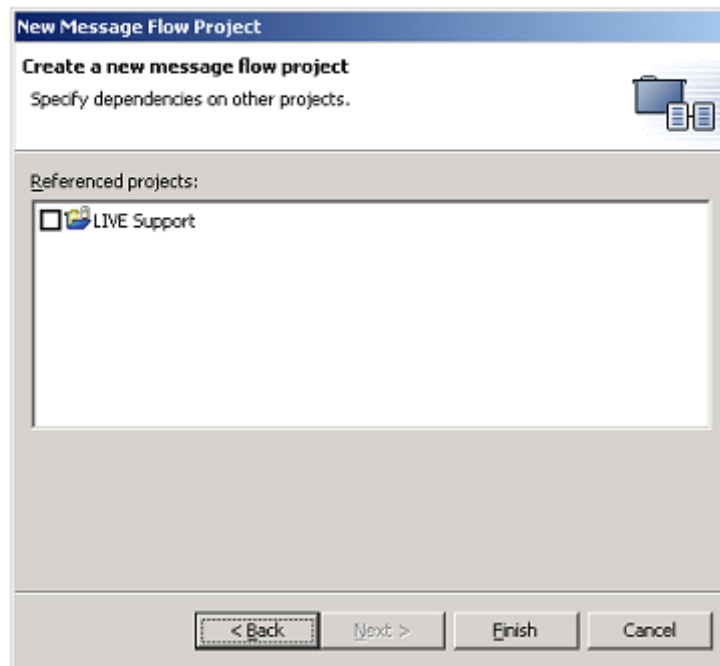 New Message Flow Project
Create a new message flow project
Specify dependencies on other projects.
Referenced projects:
LIVE Support
< Back Next > Finish Cancel